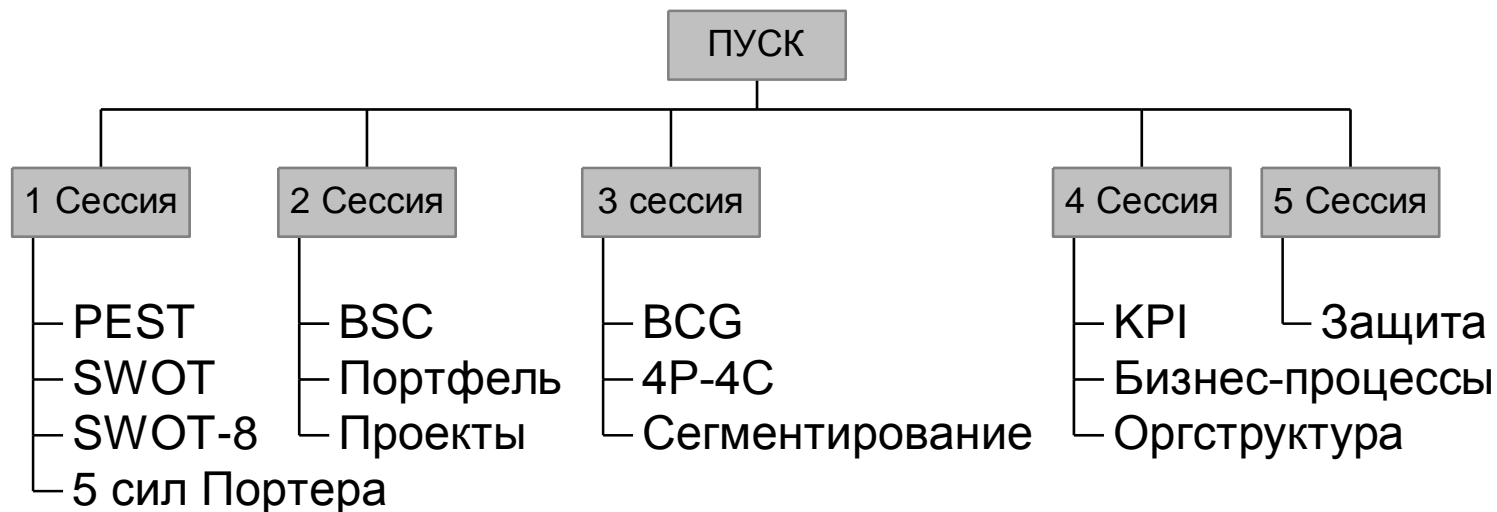 ПУСК
1 Сессия
PEST
SWOT
SWOT-8
5 сил Портера
2 Сессия
BSC
Портфель
Проекты
3 сессия
BCG
4P-4C
Сегментирование
4 Сессия
KPI
Бизнес-процессы
Оргструктура
5 Сессия
Защита